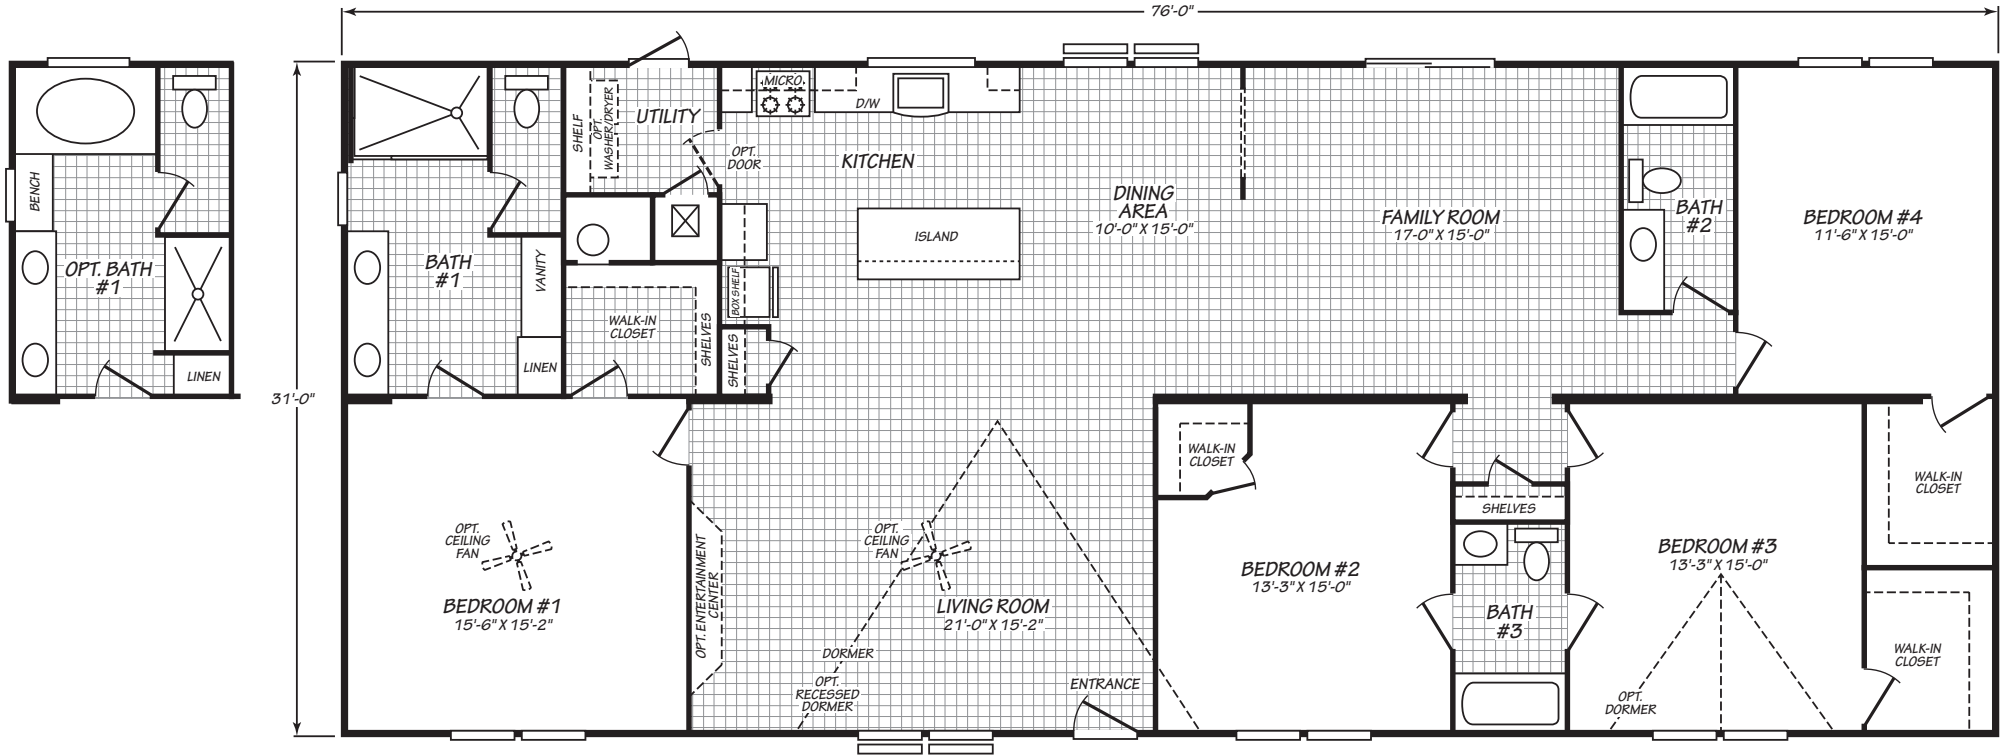 76'-0"
31'-0"
BENCH
OPT. BATH
#1
LINEN
BATH
#1
VANITY
LINEN
SHELF
OPT.
WASHER/DRYER
UTILITY
OPT.
DOOR
WALK-IN
CLOSET
SHELVES
SHELVES
BOX SHELF
MICRO
D/W
KITCHEN
ISLAND
DINING
AREA
10'-0" X 15'-0"
FAMILY ROOM
17'-0" X 15'-0"
BATH
#2
BEDROOM #4
11'-6" X 15'-0"
OPT.
CEILING
FAN
BEDROOM #1
15'-6" X 15'-2"
OPT. ENTERTAINMENT
CENTER
OPT.
CEILING
FAN
LIVING ROOM
21'-0" X 15'-2"
DORMER
OPT.
RECESSED
DORMER
ENTRANCE
WALK-IN
CLOSET
BEDROOM #2
13'-3" X 15'-0"
SHELVES
BATH
#3
BEDROOM #3
13'-3" X 15'-0"
OPT.
DORMER
WALK-IN
CLOSET
WALK-IN
CLOSET